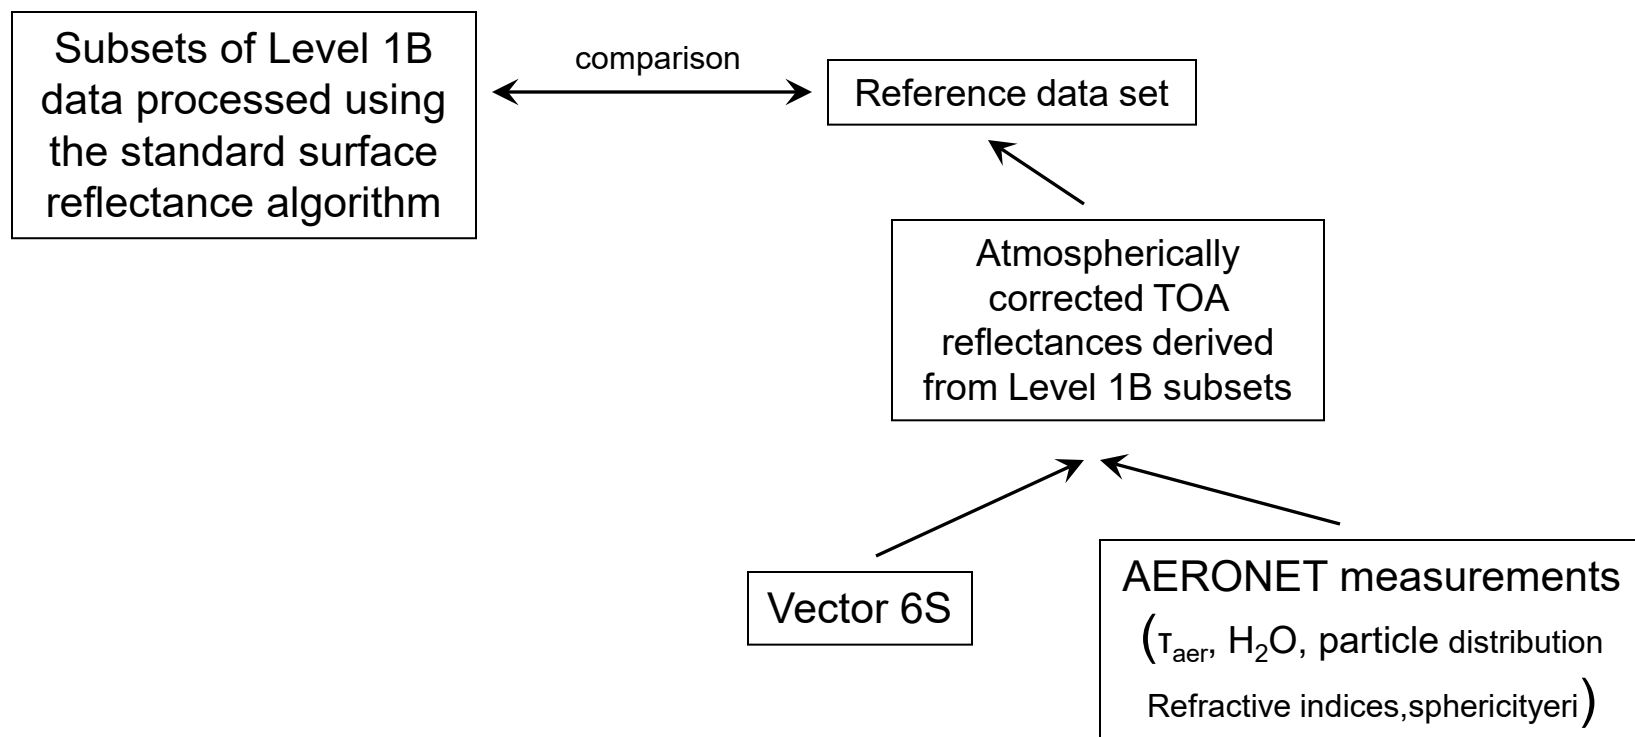 Subsets of Level 1B
data processed using
the standard surface
reflectance algorithm
comparison
Reference data set
Atmospherically
corrected TOA
reflectances derived
from Level 1B subsets
Vector 6S
AERONET measurements
(τaer, H2O, particle distribution
Refractive indices,sphericityeri)